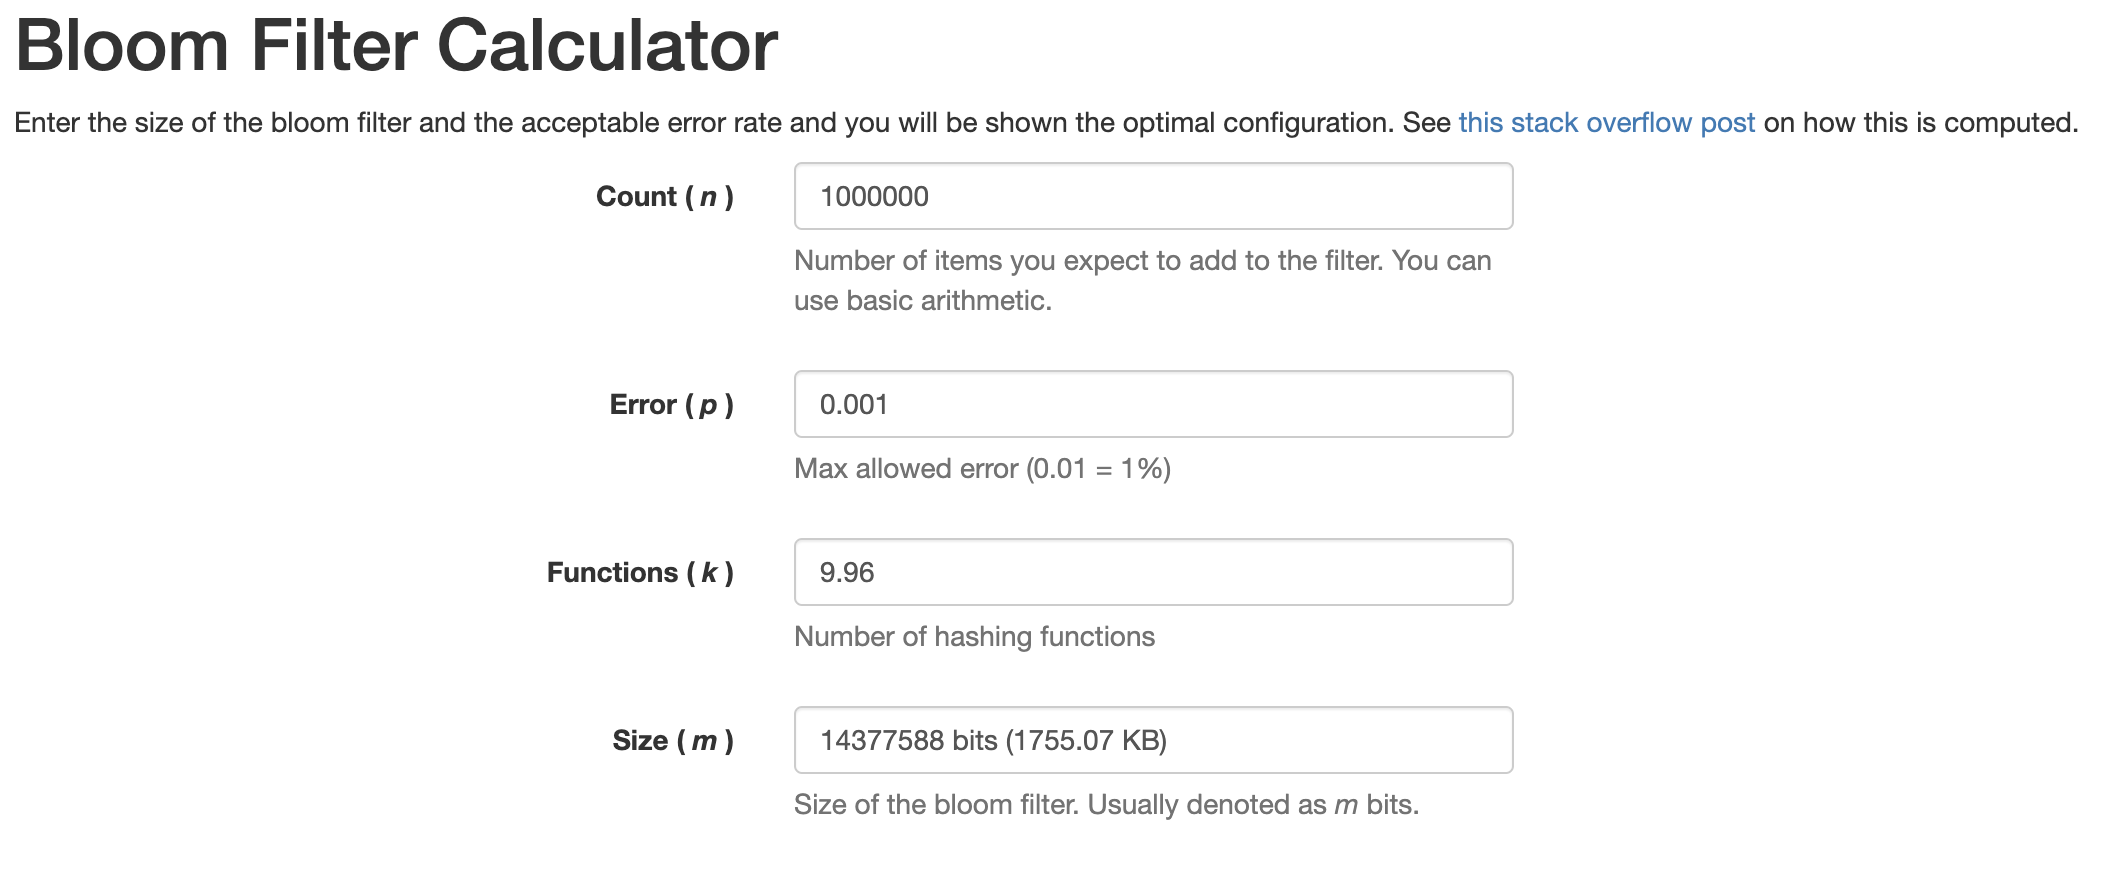 Bloom Filter Calculator
Enter the size of the bloom filter and the acceptable error rate and you will be shown the optimal configuration. See this stack overflow post on how this is computed.
Count ( n )
1000000
Number of items you expect to add to the filter. You can
use basic arithmetic.
Error ( p )
0.001
Max allowed error (0.01 = 1%)
Functions ( k )
9.96
Number of hashing functions
Size ( m )
14377588 bits (1755.07 KB)
Size of the bloom filter. Usually denoted as m bits.